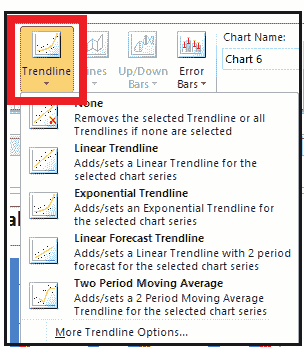 Chart Name:
Trendline Lines Up/Down Bars Error Bars
Chart 6
None
Removes the selected Trendline or all
Trendlines if none are selected
Linear Trendline
Adds/sets a Linear Trendline for the
selected chart series
Exponential Trendline
Adds/sets an Exponential Trendline for
the selected chart series
Linear Forecast Trendline
Adds/sets a Linear Trendline with 2 period
forecast for the selected chart series
Two Period Moving Average
Adds/sets a 2 Period Moving Average
Trendline for the selected chart series
More Trendline Options...